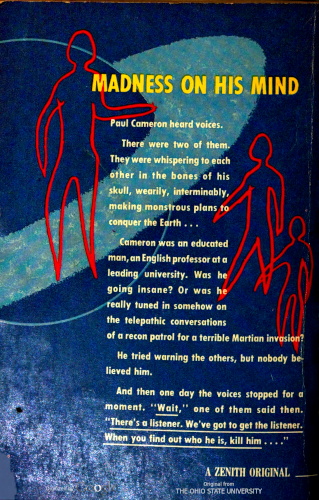 MADNESS ON HIS MIND
Paul Cameron heard voices.
There were two of them.
They were whispering to each
other in the bones of his
skull, wearily, interminably,
making monstrous plans to
conquer the Earth . . .
Cameron was an educated
man, an English professor at a
leading university. Was he
going insane? Or was he
really tuned in somehow on
the telepathic conversations
of a recon patrol for a terrible Martian invasion?
He tried warning the others, but nobody be-
lieved him.
And then one day the voices stopped for a
moment. "Wait," one of them said then.
"There's a listener. We've got to get the listener.
When you find out who he is, kill him . . . ."
A ZENITH ORIGINAL
Original from
THE OHIO STATE UNIVERSITY